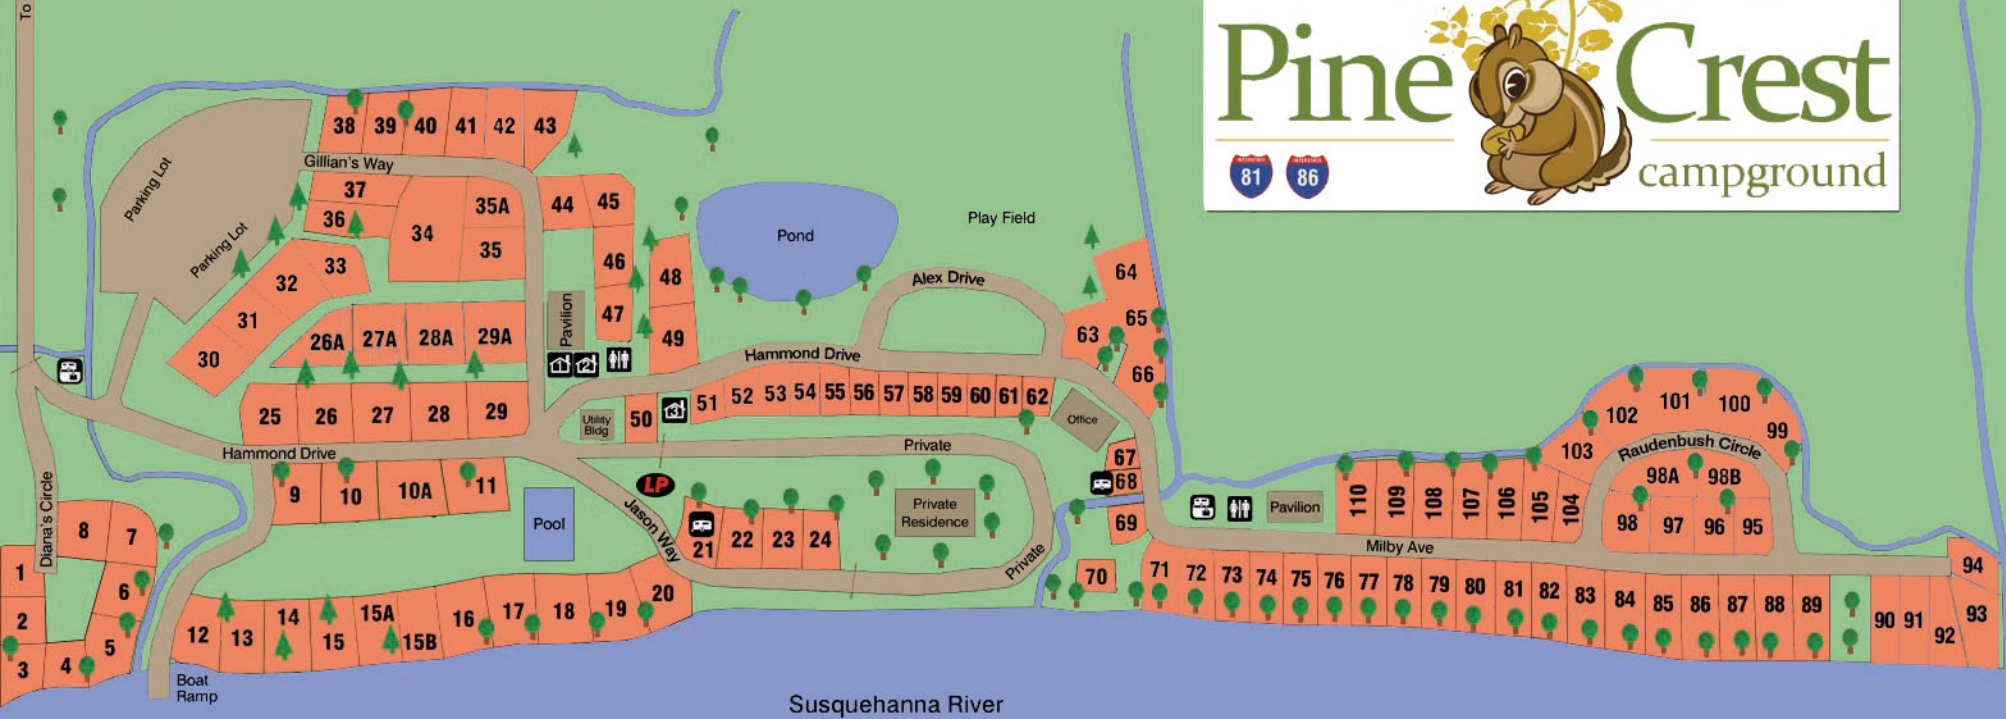 To
Pine Crest
campground
INTERSTATE
81
INTERSTATE
86
Parking Lot
Parking Lot
38 39 40 41 42 43
Gillian's Way
37
36
34
35A
35
44 45
46
47
48
49
33
32
31
30
26A 27A 28A 29A
25 26 27 28 29
Pavilion
1
2
3
Pond
Play Field
Alex Drive
Hammond Drive
64
65
63
66
Utility
Bldg
50
51 52 53 54 55 56 57 58 59 60 61 62
Office
Hammond Drive
9 10 10A 11
Private
LP
Jason Way
Pool
21 22 23 24
Private
Residence
Private
67
68
69
70
Diana's Circle
8 7
6
5
4
1
2
3
12 13 14 15 15A 15B 16 17 18 19 20
Boat
Ramp
Pavilion
110 109 108 107 106 105 104
103 102 101 100 99
Raudenbush Circle
98A 98B
98 97 96 95
Milby Ave
71 72 73 74 75 76 77 78 79 80 81 82 83 84 85 86 87 88 89
90 91 92 93
94
Susquehanna River